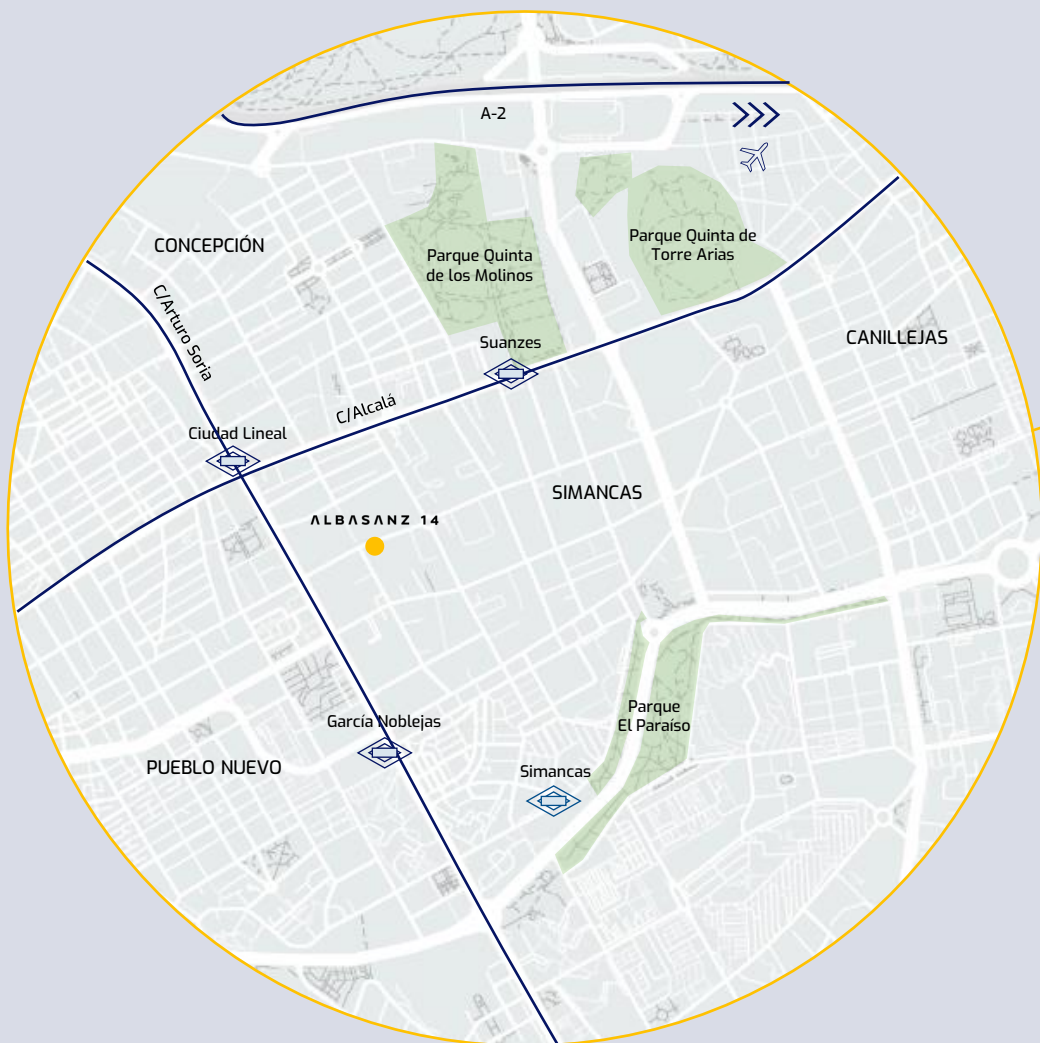 A-2
CONCEPCIÓN
Parque Quinta
de los Molinos
Parque Quinta de
Torre Arias
C/Arturo Soria
Suanzes
CANILLEJAS
C/Alcalá
Ciudad Lineal
SIMANCAS
ALBASANZ 14
García Noblejas
Parque
El Paraíso
PUEBLO NUEVO
Simancas